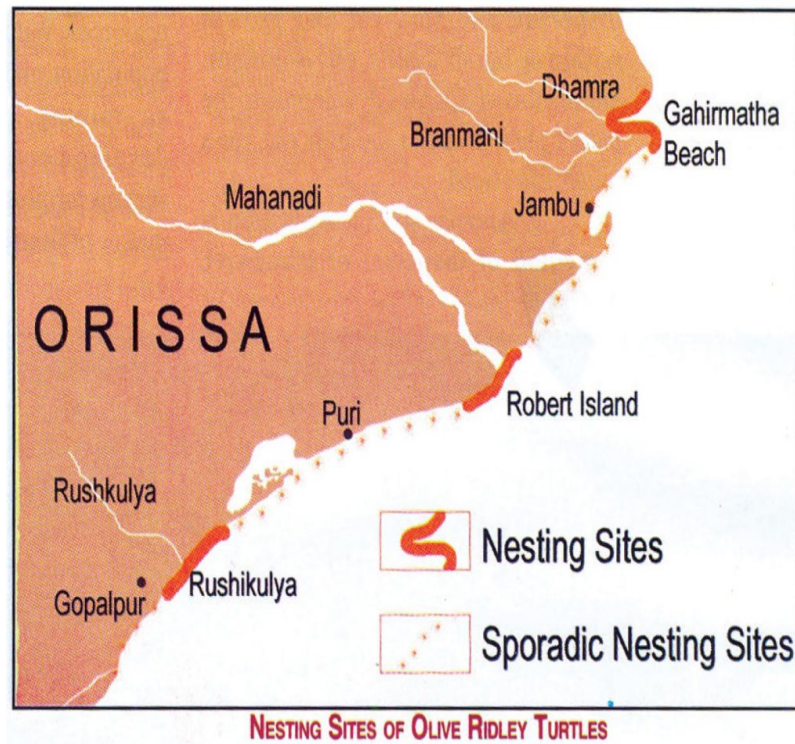 Dhamra
Gahirmatha
Beach
Branmani
Mahanadi
Jambu
ORISSA
Robert Island
Puri
Rushkulya
Nesting Sites
Rushikulya
Gopalpur
Sporadic Nesting Sites
NESTING SITES OF OLIVE RIDLEY TURTLES